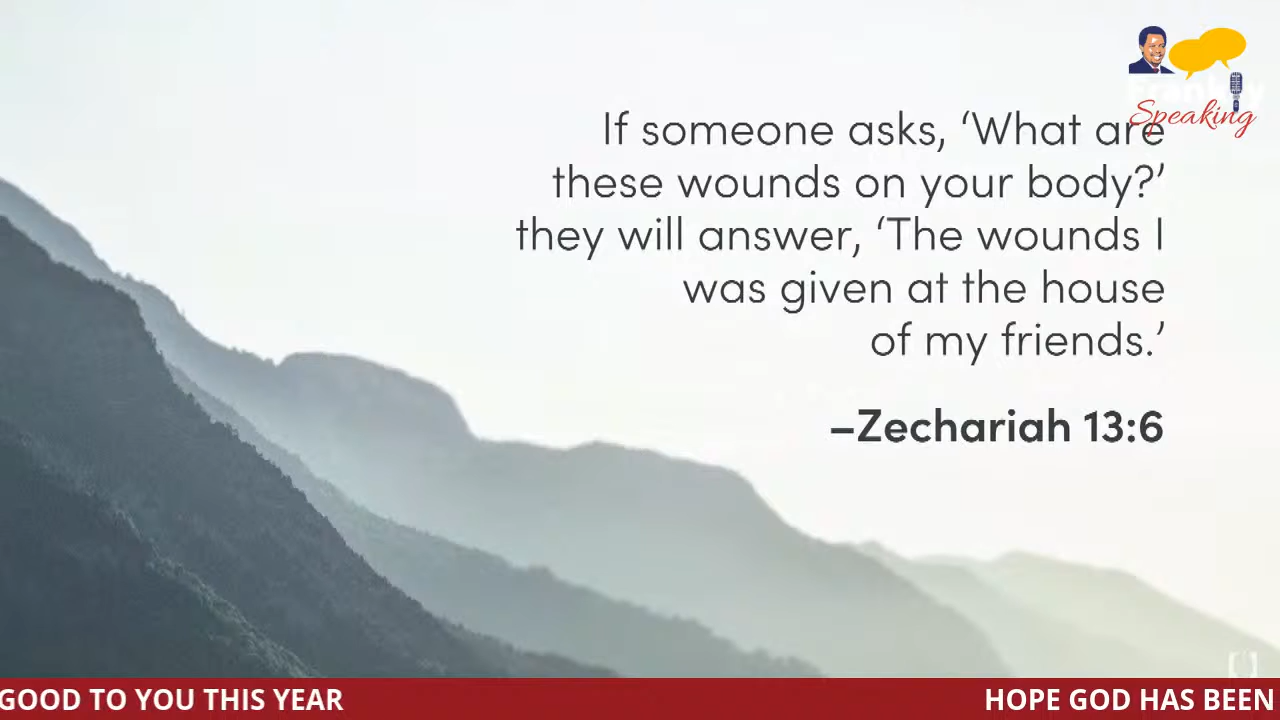 If someone asks, ‘What are
these wounds on your body?’
they will answer, ‘The wounds I
was given at the house
of my friends.’
–Zechariah 13:6
Speaking
GOOD TO YOU THIS YEAR
HOPE GOD HAS BEEN